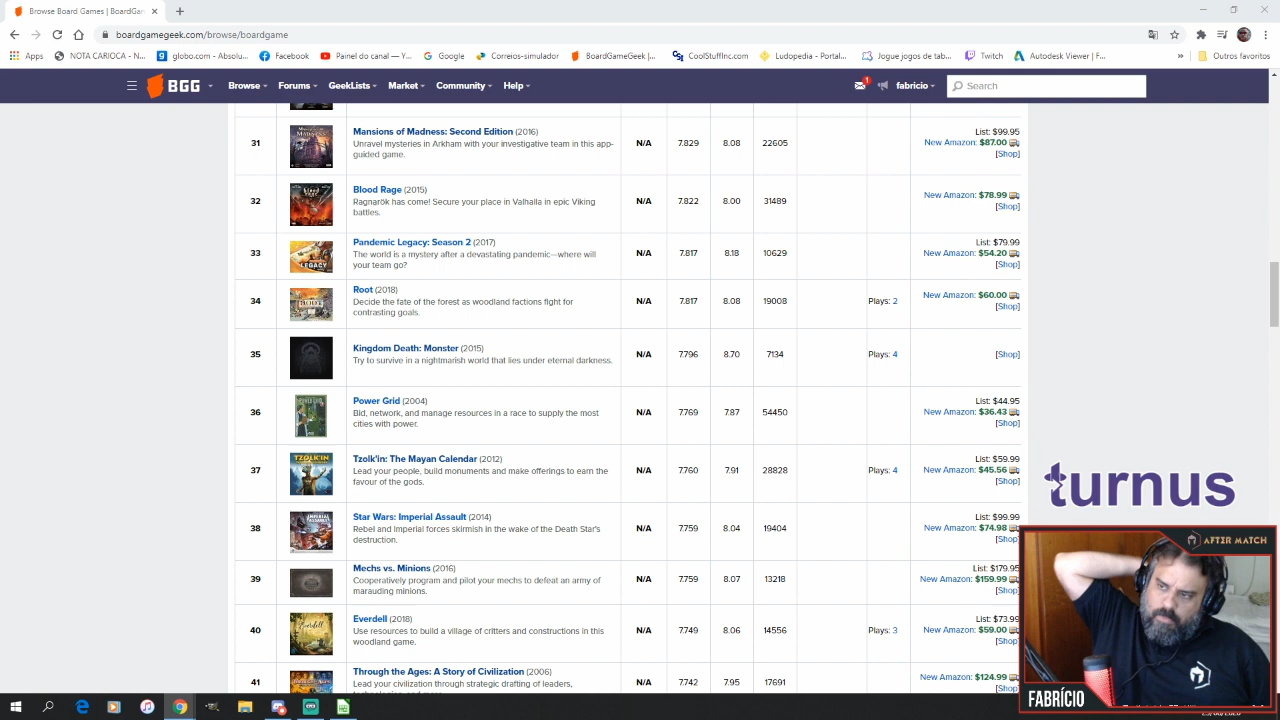 Browse Board Games | BoardGam
boardgamegeek.com/browse/boardgame
Apps NOTA CARIOCA - N... globo.com - Absolu... Facebook Painel do canal — Y... Google Correios-simulador BoardGameGeek |... CoolStuffInc.com Ludopedia - Portal... Jogue jogos de tab... Twitch Autodesk Viewer | F... » Outros favoritos
BGG Browse Forums GeekLists Market Community Help 1 fabricio Search
31 Mansions of Madness: Second Edition (2016) N/A 7.829 8.08 22605 List: $99.95
Unravel mysteries in Arkham with your investigative team in this app-
guided game.
New Amazon: $87.00
[Shop]
Blood Rage (2015) N/A 7.822 8.00 31489 New Amazon: $78.99
Ragnarök has come! Secure your place in Valhalla in epic Viking
battles.
[Shop]
33 Pandemic Legacy: Season 2 (2017) N/A 7.817 8.18 10629 List: $79.99
The world is a mystery after a devastating pandemic—where will
your team go?
New Amazon: $54.20
[Shop]
34 Root (2018) N/A 7.817 8.08 19008 Plays: 2 New Amazon: $60.00
Decide the fate of the forest as woodland factions fight for
contrasting goals.
[Shop]
35 Kingdom Death: Monster (2015) N/A 7.796 8.70 7134 Plays: 4 [Shop]
Try to survive in a nightmarish world that lies under eternal darkness.
36 Power Grid (2004) N/A 7.769 7.87 54450 List: $44.95
Bid, network, and manage resources in a race to supply the most
cities with power.
New Amazon: $36.43
[Shop]
37 Tzolk'in: The Mayan Calendar (2012) N/A 7.760 7.91 28828 Plays: 4 List: $59.99
Lead your people, build monuments and make offerings to earn the
favour of the gods.
New Amazon: $45.56
[Shop]
turnus
38 Star Wars: Imperial Assault (2014) N/A 7.759 8.04 19404 List: $99.99
Rebel and Imperial forces skirmish in the wake of the Death Star's
destruction.
New Amazon: $74.98
[Shop]
39 Mechs vs. Minions (2016) N/A 7.759 8.07 13218 List: $179.95
Cooperatively program and pilot your mechs to defeat an army of
marauding minions.
New Amazon: $159.99
[Shop]
40 Everdell (2018) N/A 7.749 8.06 14556 Plays: 3 List: $73.99
Use resources to build a village of critters and constructions in this
woodland game.
New Amazon: $59.00
[Shop]
41 Through the Ages: A Story of Civilization (2006) N/A 7.742 7.95 17691 New Amazon: $124.99
Lead your civilization through strategic drafting of leaders,
[Shop]
AFT2R MATCH
FABRÍCIO